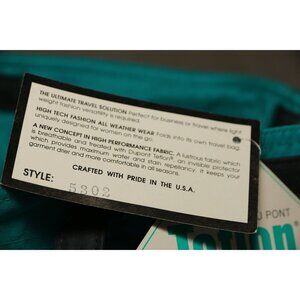 THE ULTIMATE TRAVEL SOLUTION Perfect for business or travel where light
weight fashion versatility is required.
HIGH TECH FASHION ALL WEATHER WEAR Folds into its own travel bag
uniquely designed for women on the go.
A NEW CONCEPT IN HIGH PERFORMANCE FABRIC. A lustrous fabric which
is breathable and treated with Dupont Teflon® an invisible protector
which provides maximum water and stain repellancy. It keeps your
garment drier and more comfortable in all seasons.
CRAFTED WITH PRIDE IN THE U.S.A.
STYLE: 5302
DU PONT
Teflon®